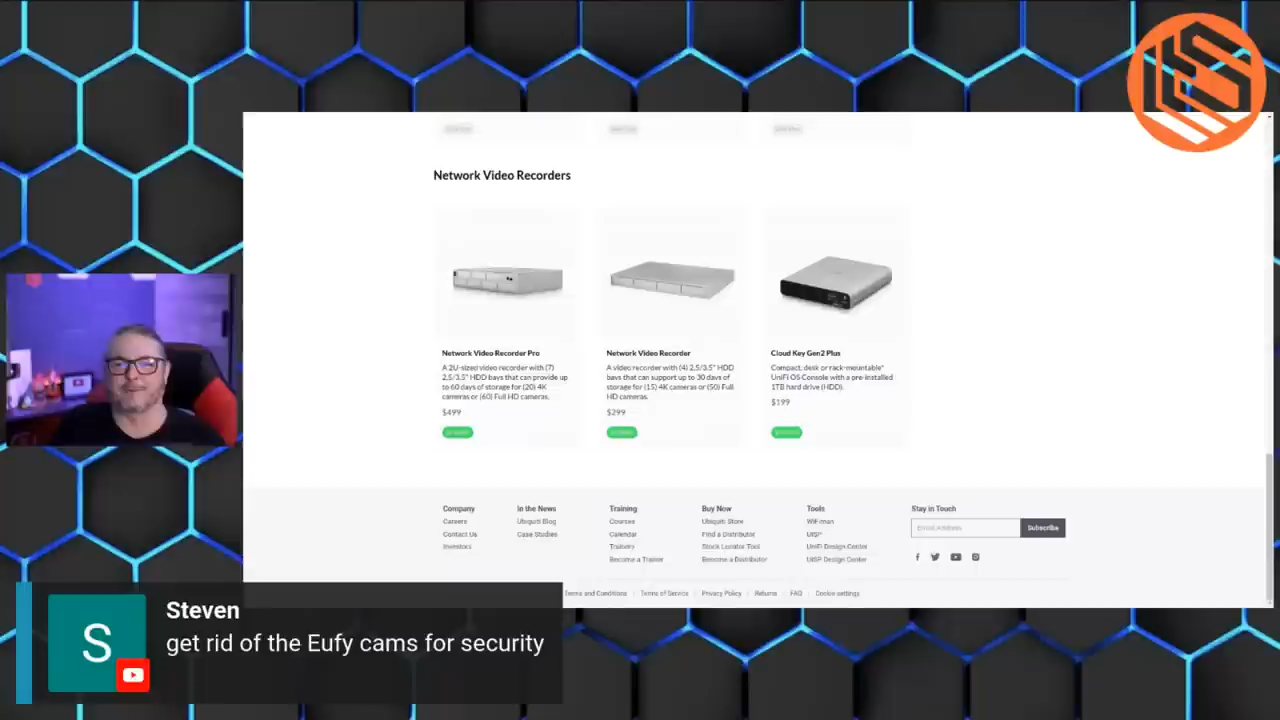 Network Video Recorders
Network Video Recorder Pro
A 2U-sized video recorder with (7)
2.5/3.5" HDD bays that can provide up
to 60 days of storage for (20) 4K
cameras or (60) Full HD cameras.
$499
Network Video Recorder
A video recorder with (4) 2.5/3.5" HDD
bays that can support up to 30 days of
storage for (15) 4K cameras or (50) Full
HD cameras.
$299
Cloud Key Gen2 Plus
Compact, desk or rack-mountable*
UniFi OS Console with a pre-installed
1TB hard drive (HDD).
$199
Company
Careers
Contact Us
Investors
In the News
Ubiquiti Blog
Case Studies
Training
Courses
Calendar
Trainers
Become a Trainer
Buy Now
Ubiquiti Store
Find a Distributor
Stock Locator Tool
Become a Distributor
Tools
WiFiman
UISP
UniFi Design Center
UISP Design Center
Stay in Touch
Email Address
Subscribe
Terms and Conditions
Terms of Service
Privacy Policy
Returns
FAQ
Cookie settings
S
Steven
get rid of the Eufy cams for security